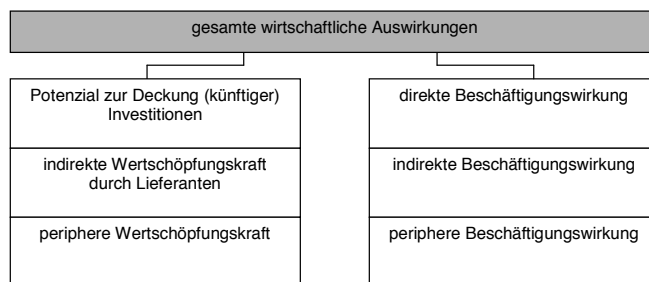 gesamte wirtschaftliche Auswirkungen
Potenzial zur Deckung (künftiger)
Investitionen
indirekte Wertschöpfungskraft
durch Lieferanten
periphere Wertschöpfungskraft
direkte Beschäftigungswirkung
indirekte Beschäftigungswirkung
periphere Beschäftigungswirkung